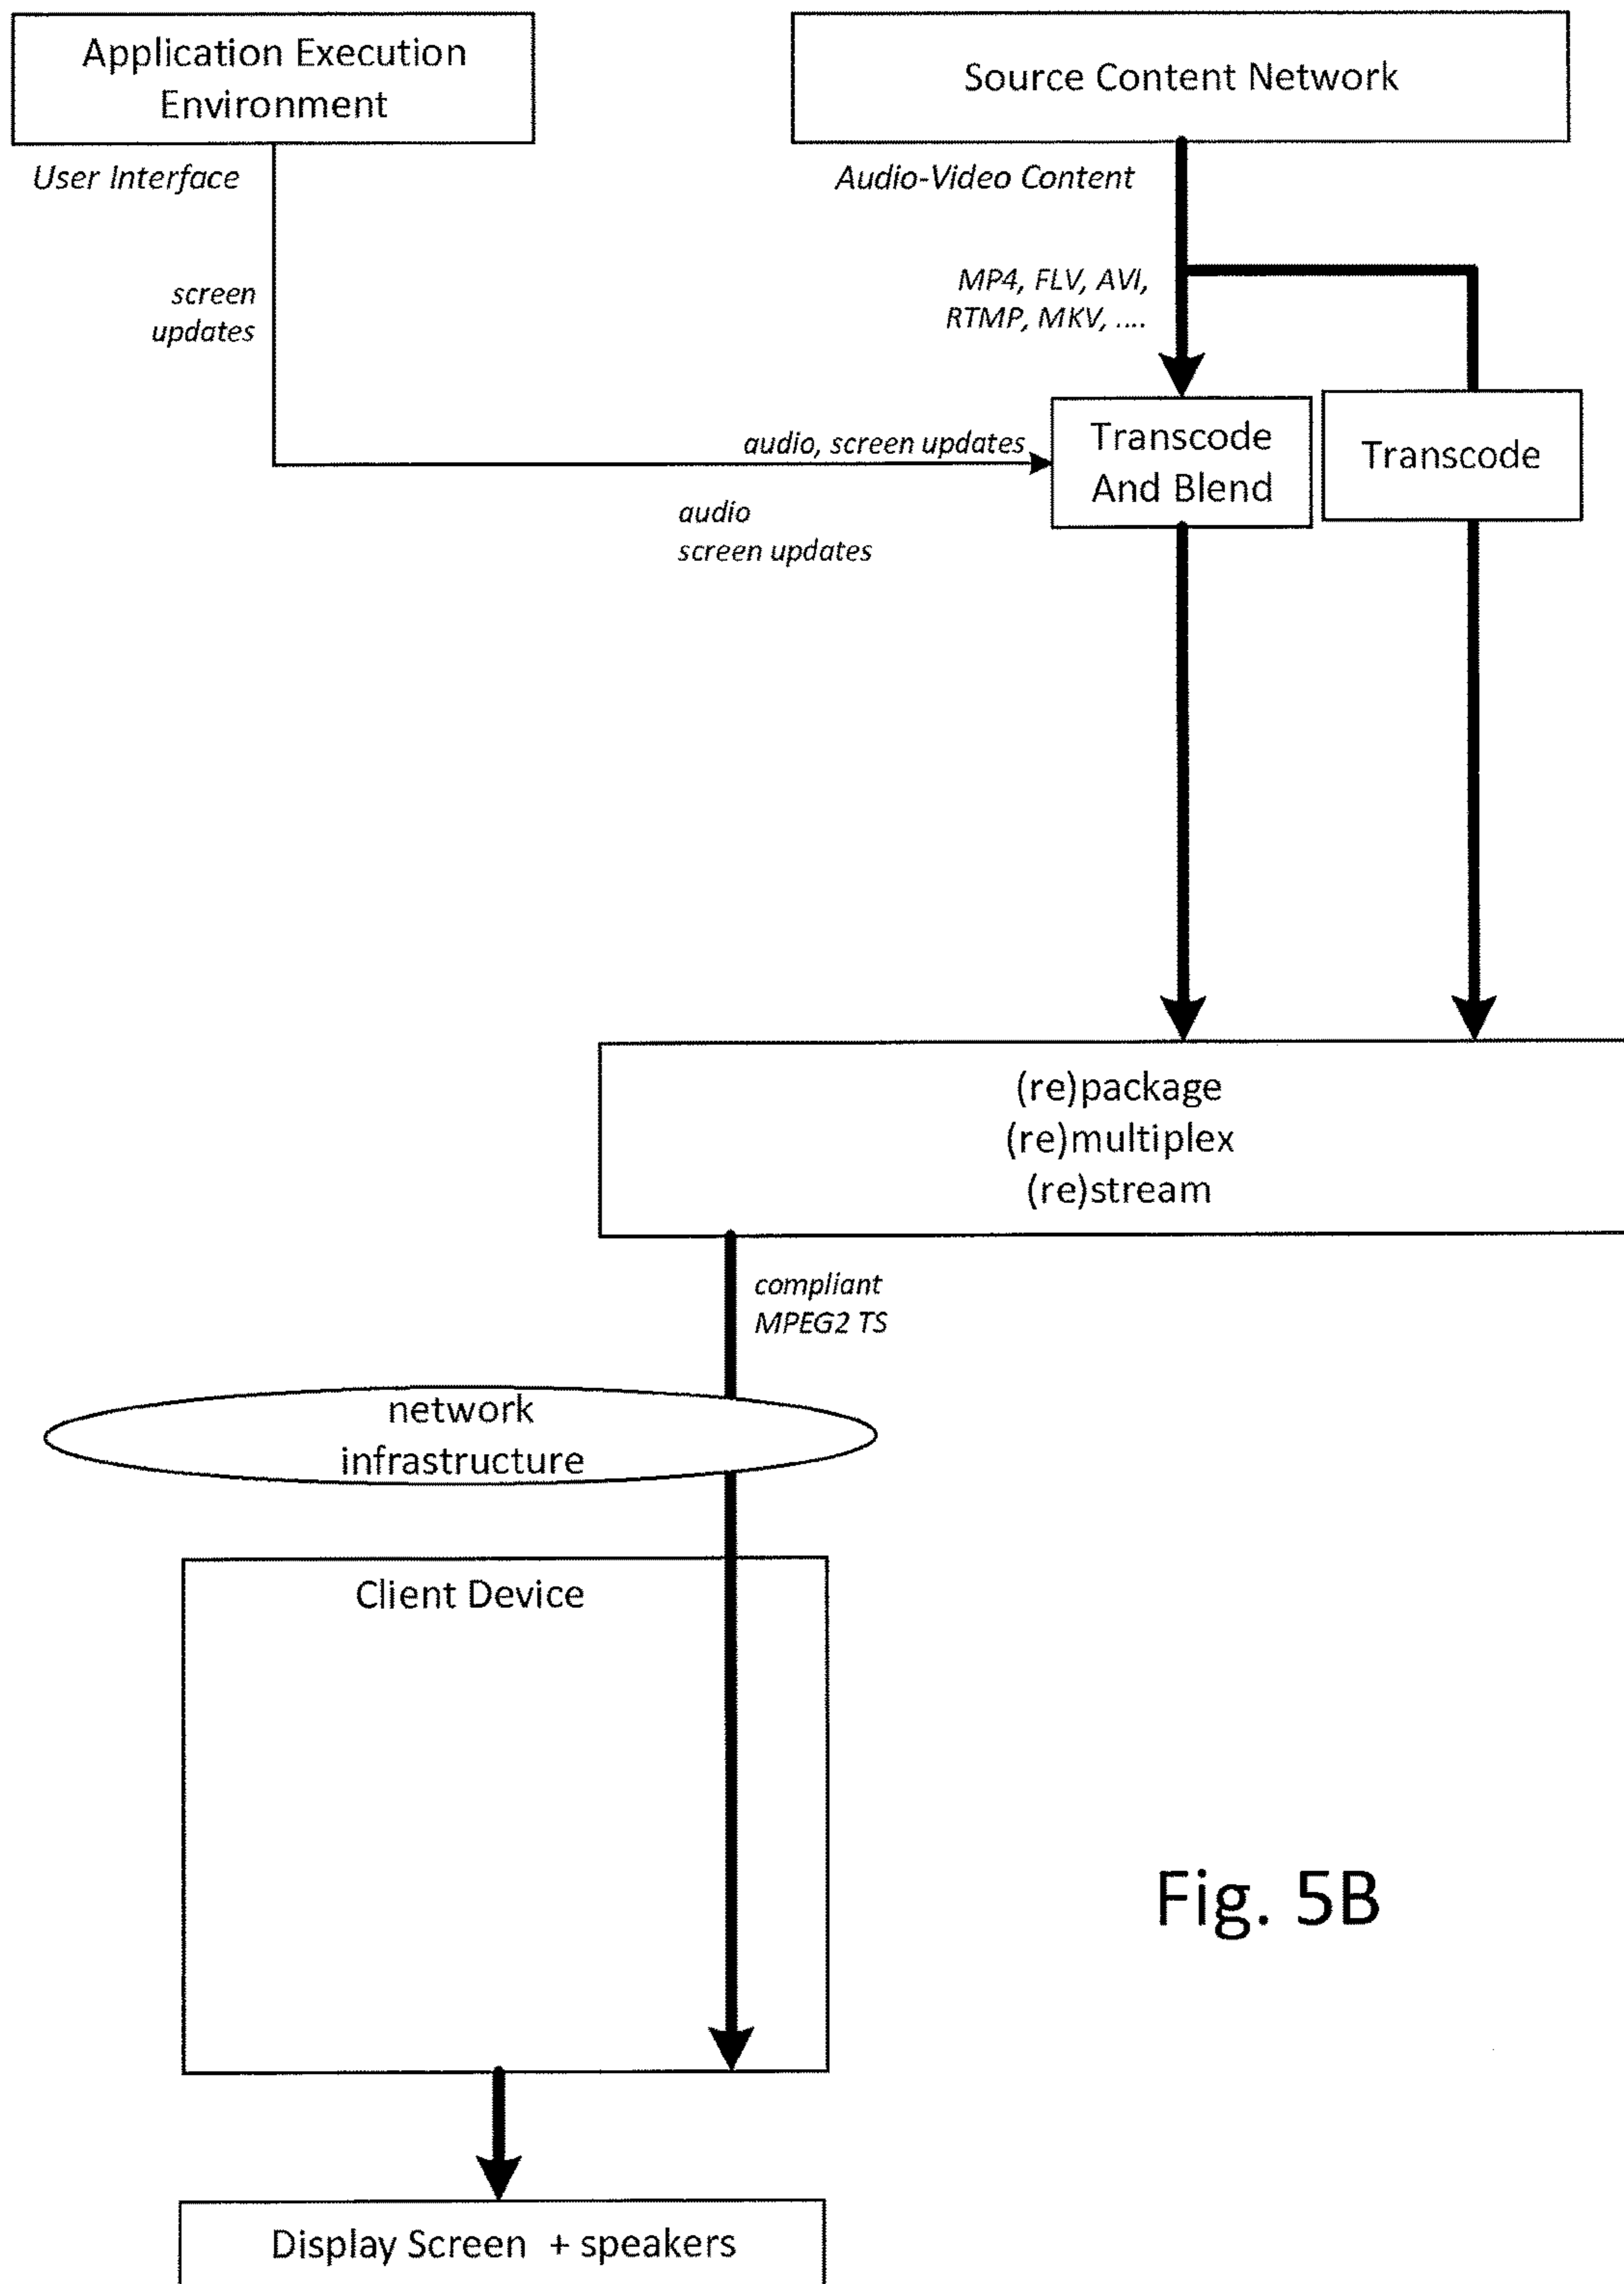 Application Execution
Environment
Source Content Network
User Interface
Audio-Video Content
screen
updates
MP4, FLV, AVI,
RTMP, MKV, ....
audio, screen updates
Transcode
And Blend
Transcode
audio
screen updates
(re)package
(re)multiplex
(re)stream
compliant
MPEG2 TS
network
infrastructure
Client Device
Fig. 5B
Display Screen + speakers